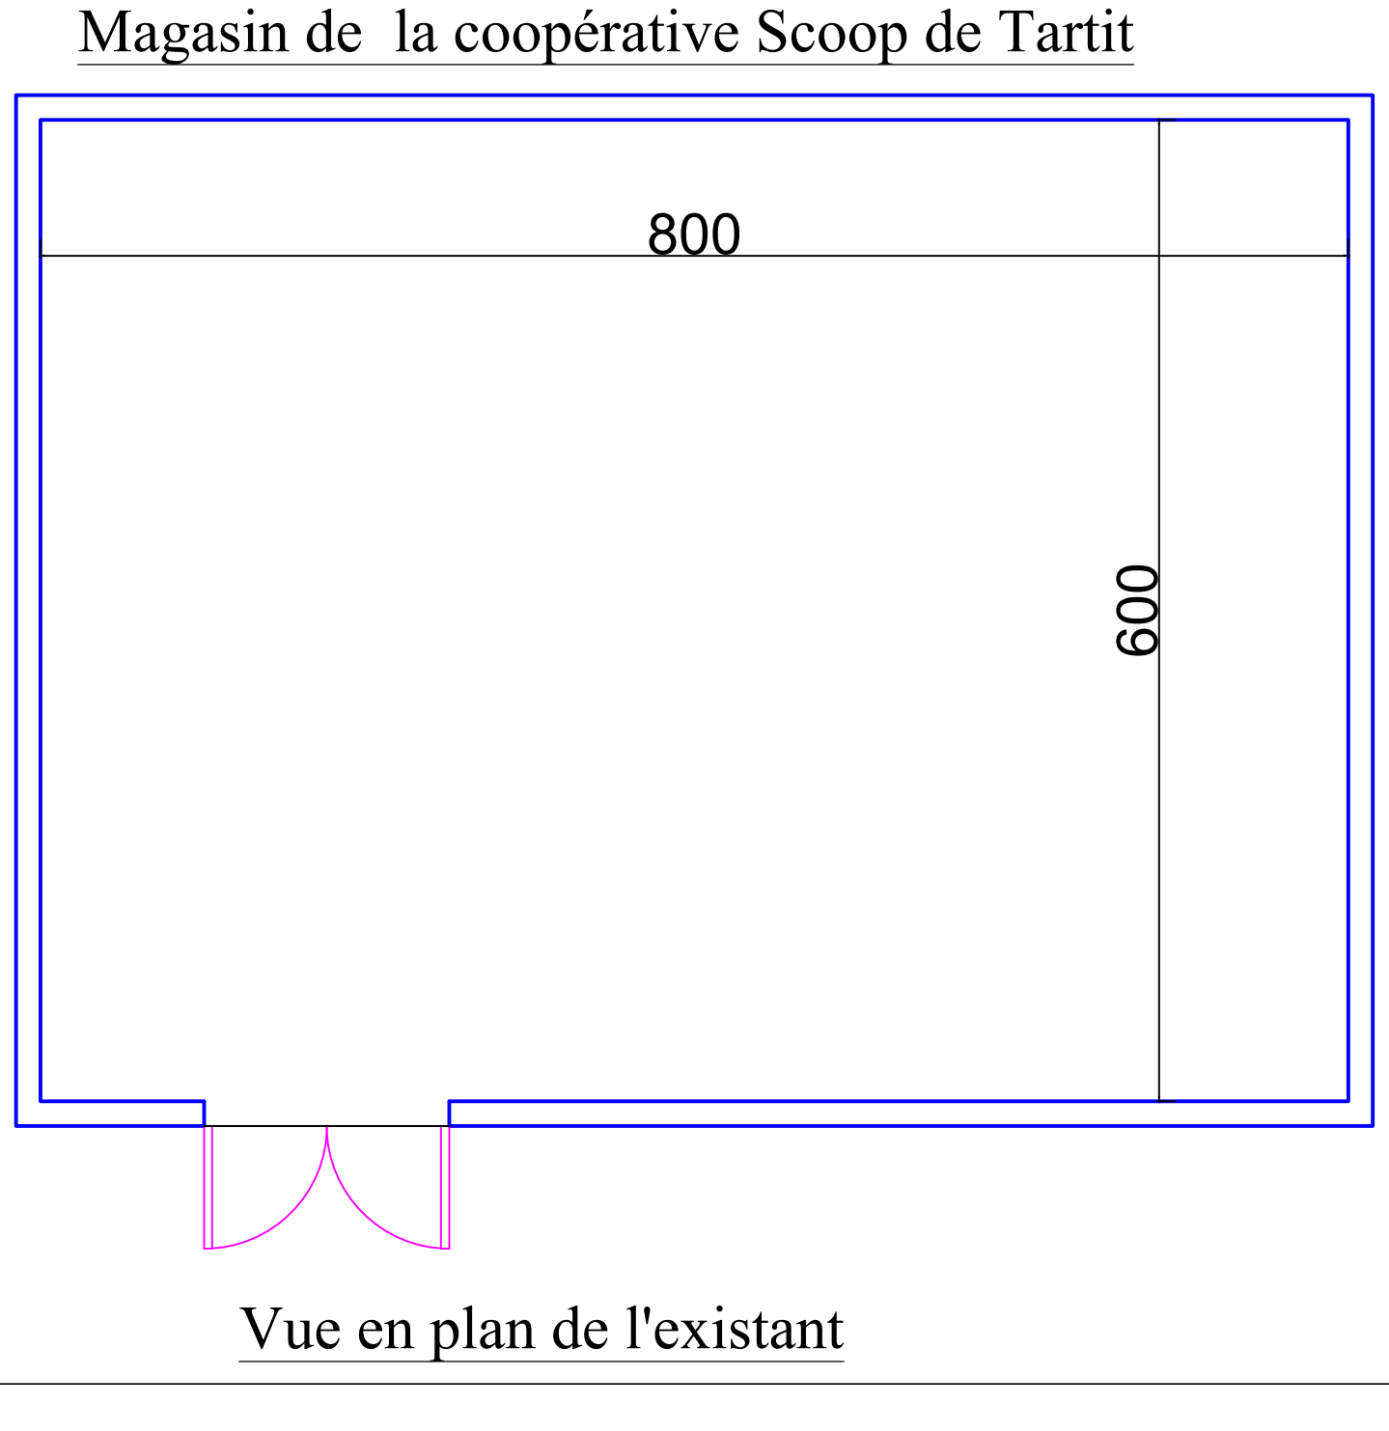 Magasin de la coopérative Scoop de Tartit
800
600
Vue en plan de l'existant